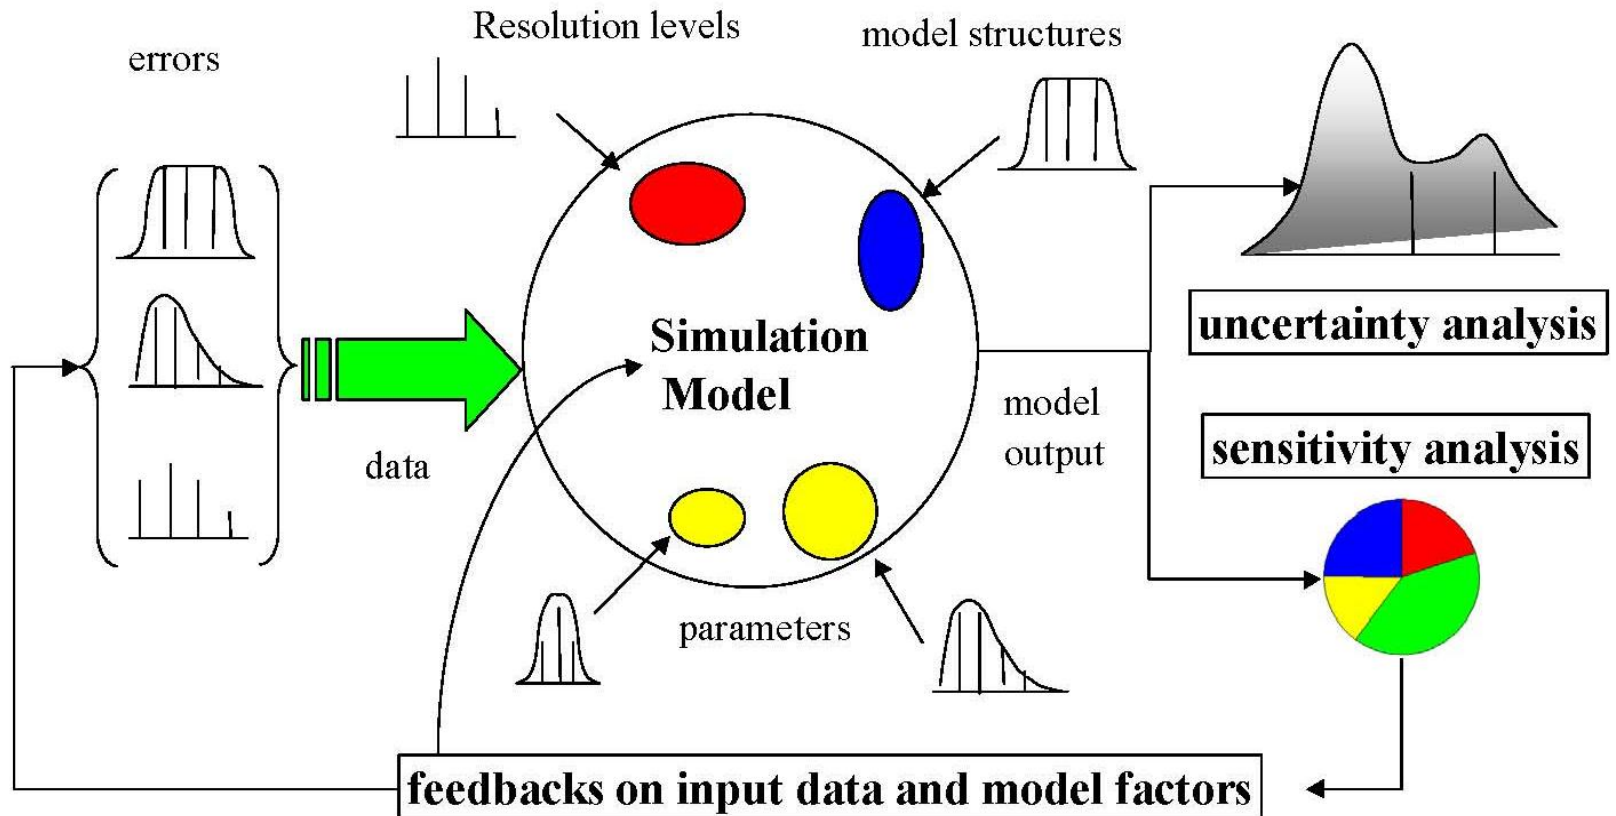 Resolution levels
model structures
errors
uncertainty analysis
Simulation
Model
model
output
sensitivity analysis
data
parameters
feedbacks on input data and model factors